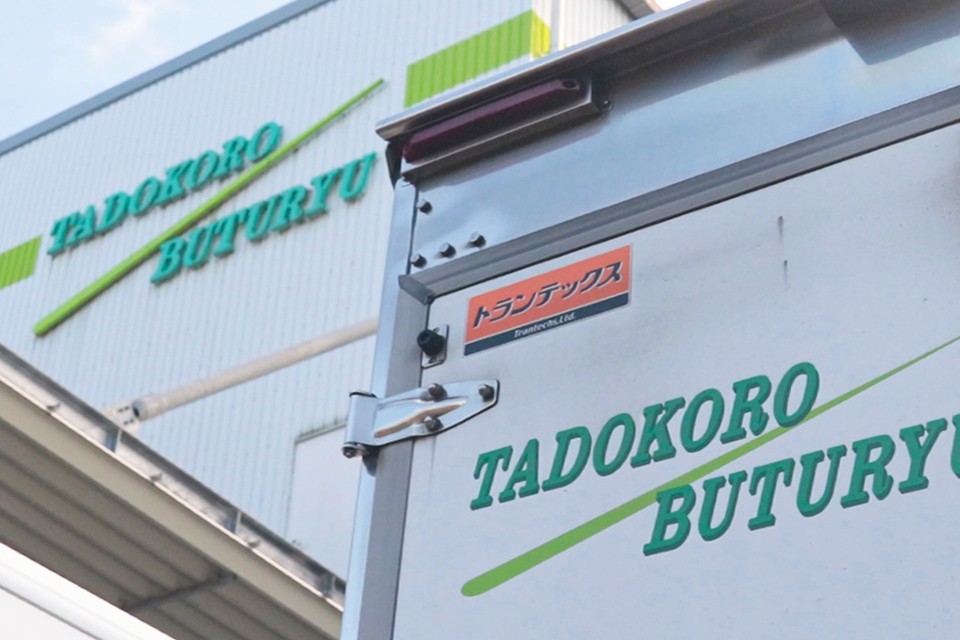 TADOKORO
BUTURYU
トランテックス
Trantechs,Ltd.
TADOKORO
BUTURYU